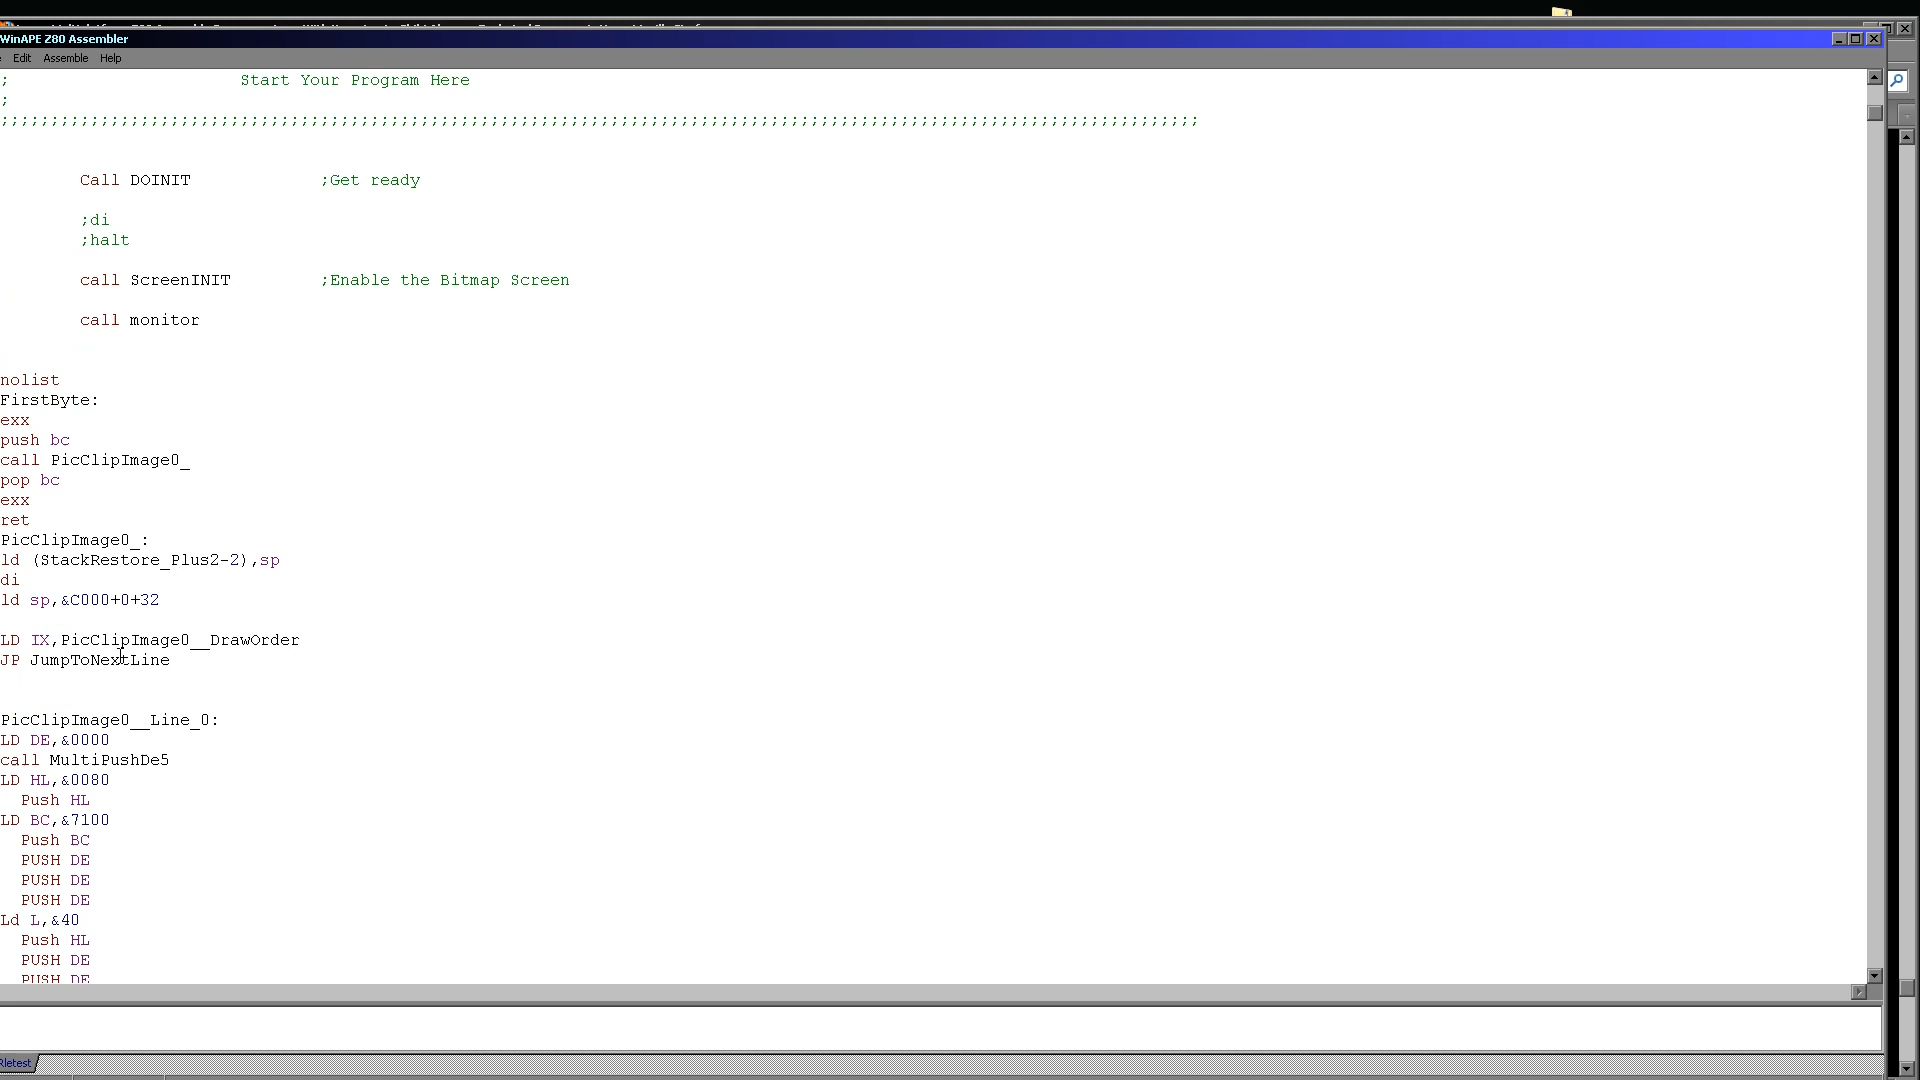 WinAPE Z80 Assembler
Edit Assemble Help
; Start Your Program Here
;
;;;;;;;;;;;;;;;;;;;;;;;;;;;;;;;;;;;;;;;;;;;;;;;;;;;;;;;;;;;;;;;;;;;;;;;;;;;;;;;;;;;;;;;;;;;;;;;;;;;;;;;;;;;;;;;;;;;;;;;;
Call DOINIT ;Get ready
;di
;halt
call ScreenINIT ;Enable the Bitmap Screen
call monitor
nolist
FirstByte:
exx
push bc
call PicClipImage0_
pop bc
exx
ret
PicClipImage0_:
ld (StackRestore_Plus2-2),sp
di
ld sp,&C000+0+32
LD IX,PicClipImage0__DrawOrder
JP JumpToNextLine
PicClipImage0__Line_0:
LD DE,&0000
call MultiPushDe5
LD HL,&0080
Push HL
LD BC,&7100
Push BC
PUSH DE
PUSH DE
PUSH DE
Ld L,&40
Push HL
PUSH DE
PUSH DE
Rletest